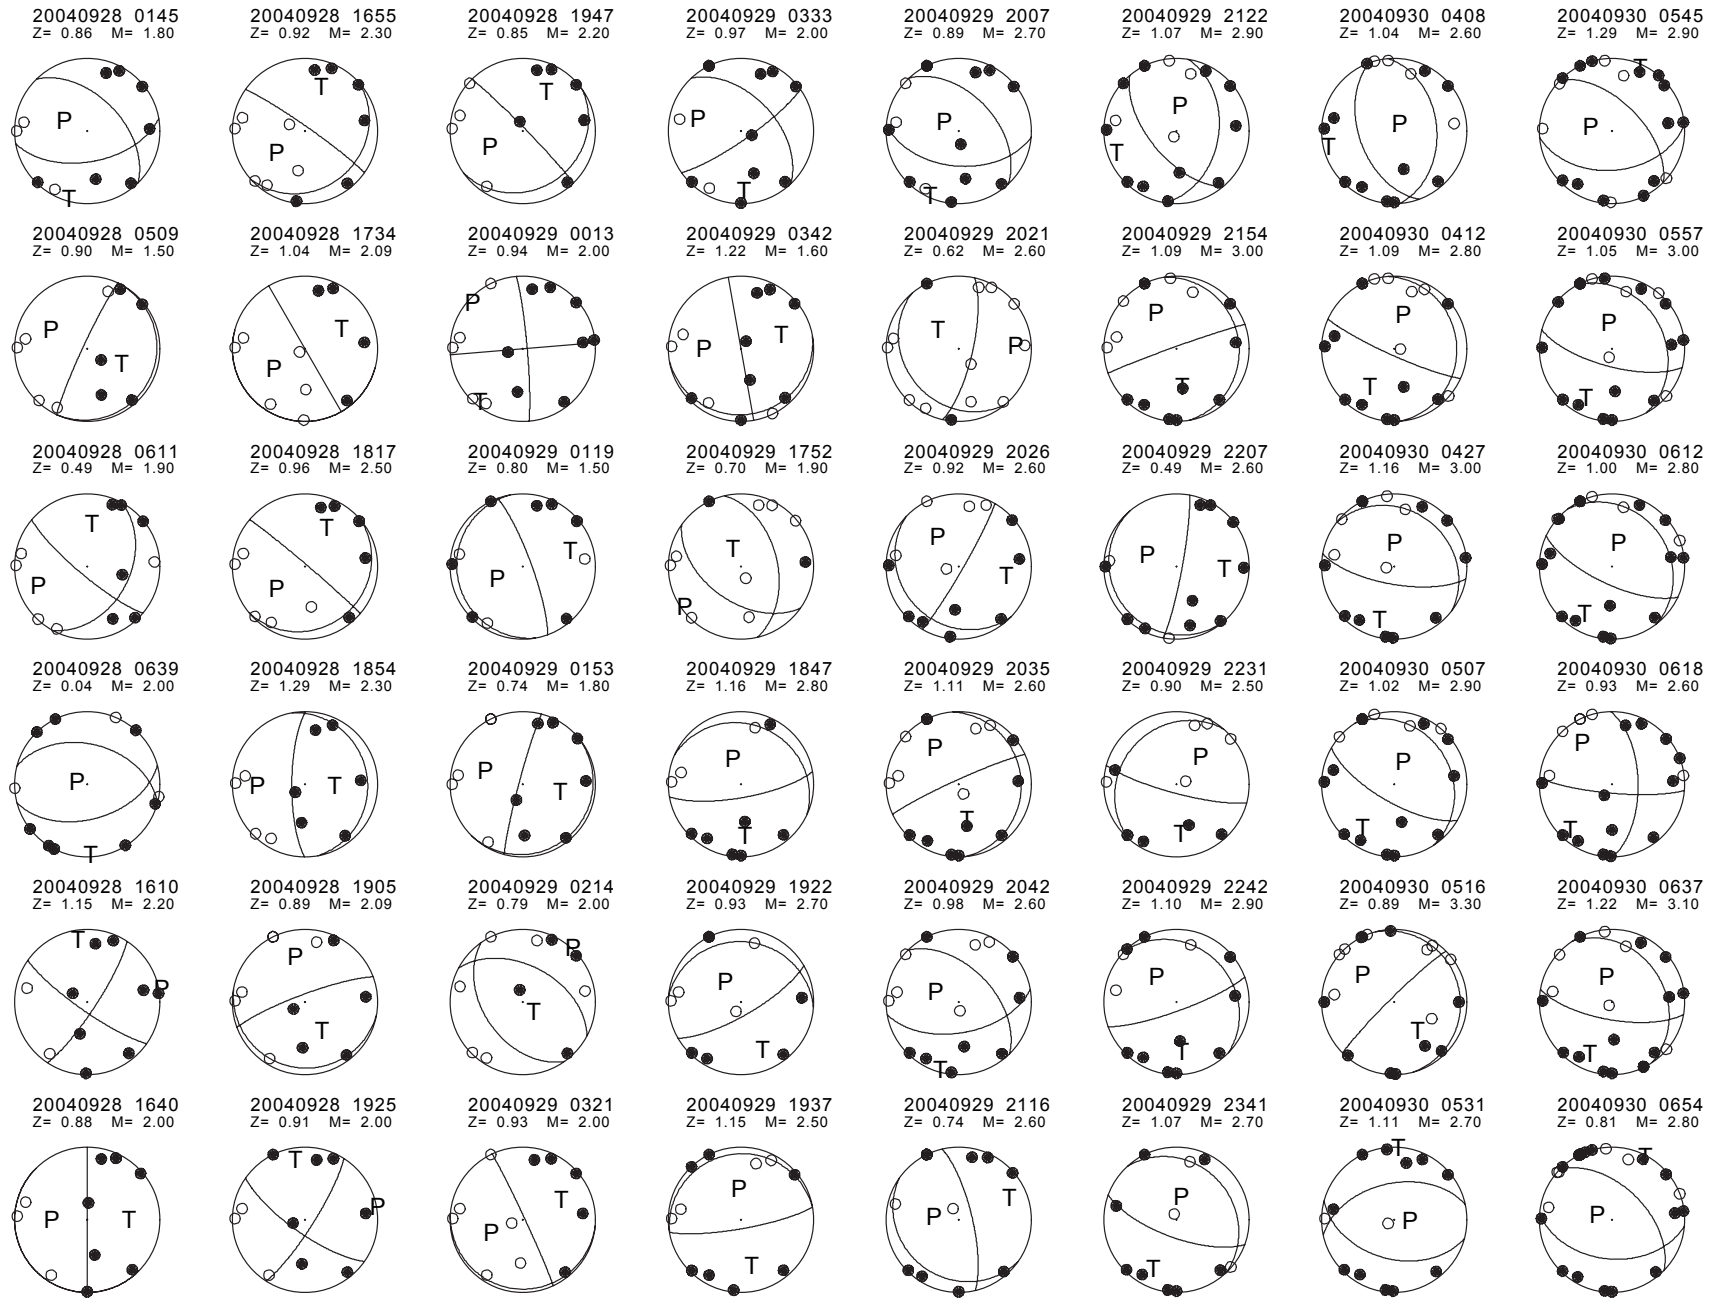 20040928 0145 20040928 1655 20040928 1947 20040929 0333 20040929 2007 20040929 2122 20040930 0408 20040930 0545
Z= 0.86 M= 1.80 Z= 0.92 M= 2.30 Z= 0.85 M= 2.20 Z= 0.97 M= 2.00 Z= 0.89 M= 2.70 Z= 1.07 M= 2.90 Z= 1.04 M= 2.60 Z= 1.29 M= 2.90
P T P T P T P T P T P T P T P T
20040928 0509 20040928 1734 20040929 0013 20040929 0342 20040929 2021 20040929 2154 20040930 0412 20040930 0557
Z= 0.90 M= 1.50 Z= 1.04 M= 2.09 Z= 0.94 M= 2.00 Z= 1.22 M= 1.60 Z= 0.62 M= 2.60 Z= 1.09 M= 3.00 Z= 1.09 M= 2.80 Z= 1.05 M= 3.00
P T P T P T P T T P P T P T P T
20040928 0611 20040928 1817 20040929 0119 20040929 1752 20040929 2026 20040929 2207 20040930 0427 20040930 0612
Z= 0.49 M= 1.90 Z= 0.96 M= 2.50 Z= 0.80 M= 1.50 Z= 0.70 M= 1.90 Z= 0.92 M= 2.60 Z= 0.49 M= 2.60 Z= 1.16 M= 3.00 Z= 1.00 M= 2.80
P T P T P T P T P T P T P T P T
20040928 0639 20040928 1854 20040929 0153 20040929 1847 20040929 2035 20040929 2231 20040930 0507 20040930 0618
Z= 0.04 M= 2.00 Z= 1.29 M= 2.30 Z= 0.74 M= 1.80 Z= 1.16 M= 2.80 Z= 1.11 M= 2.60 Z= 0.90 M= 2.50 Z= 1.02 M= 2.90 Z= 0.93 M= 2.60
P T P T P T P T P T P T P T P T
20040928 1610 20040928 1905 20040929 0214 20040929 1922 20040929 2042 20040929 2242 20040930 0516 20040930 0637
Z= 1.15 M= 2.20 Z= 0.89 M= 2.09 Z= 0.79 M= 2.00 Z= 0.93 M= 2.70 Z= 0.98 M= 2.60 Z= 1.10 M= 2.90 Z= 0.89 M= 3.30 Z= 1.22 M= 3.10
T P P T P T P T P T P T P T P T
20040928 1640 20040928 1925 20040929 0321 20040929 1937 20040929 2116 20040929 2341 20040930 0531 20040930 0654
Z= 0.88 M= 2.00 Z= 0.91 M= 2.00 Z= 0.93 M= 2.00 Z= 1.15 M= 2.50 Z= 0.74 M= 2.60 Z= 1.07 M= 2.70 Z= 1.11 M= 2.70 Z= 0.81 M= 2.80
P T T P P T P T P T P T T P P T